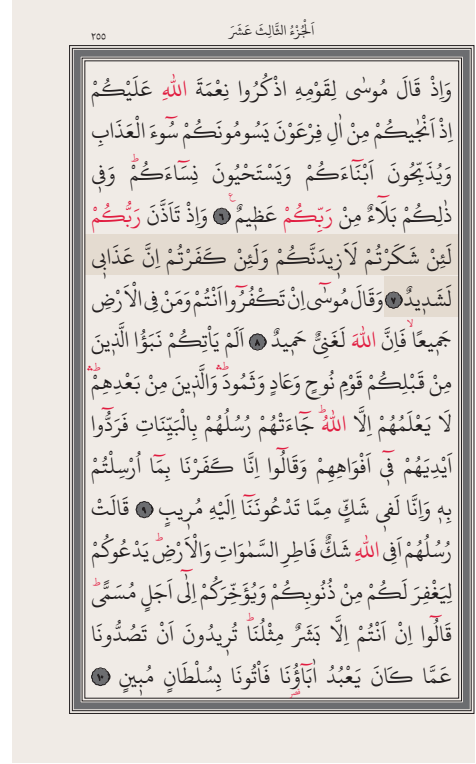 اَلْجُزْءُ الثَّالِثَ عَشَرَ
٢٥٥
وَاِذْ قَالَ مُوسٰى لِقَوْمِهِ اذْكُرُوا نِعْمَةَ اللّٰهِ عَلَيْكُمْ
اِذْ اَنْجٰيكُمْ مِنْ اٰلِ فِرْعَوْنَ يَسُومُونَكُمْ سُٓوءَ الْعَذَابِ
وَيُذَبِّحُونَ اَبْنَٓاءَكُمْ وَيَسْتَحْيُونَ نِسَٓاءَكُمْۜ وَفٖي
ذٰلِكُمْ بَلَٓاءٌ مِنْ رَبِّكُمْ عَظٖيمٌ ٦ وَاِذْ تَاَذَّنَ رَبُّكُمْ
لَئِنْ شَكَرْتُمْ لَاَزٖيدَنَّكُمْ وَلَئِنْ كَفَرْتُمْ اِنَّ عَذَابٖي
لَشَدٖيدٌ ٧ وَقَالَ مُوسٰٓى اِنْ تَكْفُرُٓوا اَنْتُمْ وَمَنْ فِي الْاَرْضِ
جَمٖيعًاۙ فَاِنَّ اللّٰهَ لَغَنِيٌّ حَمٖيدٌ ٨ اَلَمْ يَاْتِكُمْ نَبَؤُا الَّذٖينَ
مِنْ قَبْلِكُمْ قَوْمِ نُوحٍ وَعَادٍ وَثَمُودَۜ وَالَّذٖينَ مِنْ بَعْدِهِمْۜ
لَا يَعْلَمُهُمْ اِلَّا اللّٰهُۜ جَٓاءَتْهُمْ رُسُلُهُمْ بِالْبَيِّنَاتِ فَرَدُّٓوا
اَيْدِيَهُمْ فٖٓي اَفْوَاهِهِمْ وَقَالُٓوا اِنَّا كَفَرْنَا بِمَٓا اُرْسِلْتُمْ
بِهٖ وَاِنَّا لَفٖي شَكٍّ مِمَّا تَدْعُونَنَٓا اِلَيْهِ مُرٖيبٍ ٩ قَالَتْ
رُسُلُهُمْ اَفِي اللّٰهِ شَكٌّ فَاطِرِ السَّمٰوَاتِ وَالْاَرْضِۜ يَدْعُوكُمْ
لِيَغْفِرَ لَكُمْ مِنْ ذُنُوبِكُمْ وَيُؤَخِّرَكُمْ اِلٰٓى اَجَلٍ مُسَمًّىۜ
قَالُٓوا اِنْ اَنْتُمْ اِلَّا بَشَرٌ مِثْلُنَاۜ تُرٖيدُونَ اَنْ تَصُدُّونَا
عَمَّا كَانَ يَعْبُدُ اٰبَٓاؤُ۬نَا فَاْتُونَا بِسُلْطَانٍ مُبٖينٍ ١٠